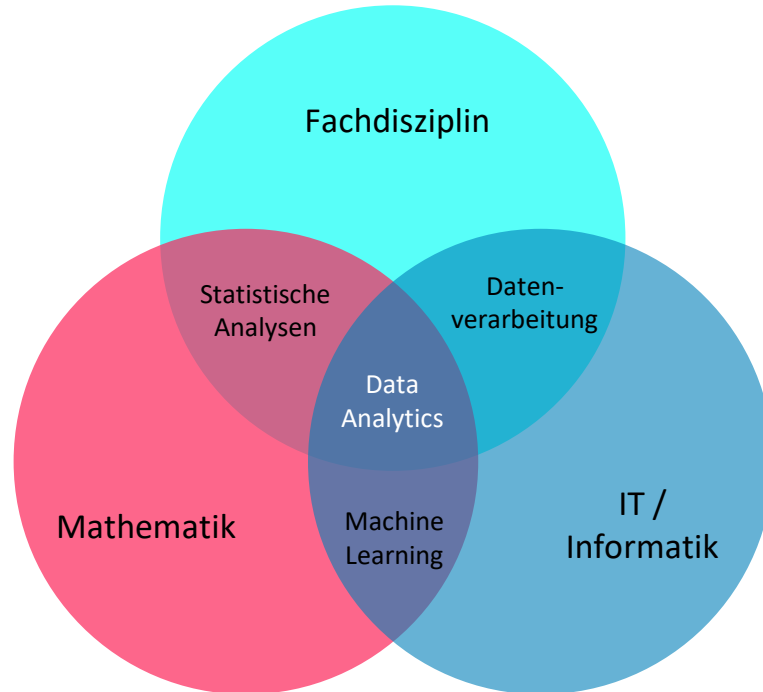 Fachdisziplin
Statistische
Analysen
Daten-
verarbeitung
Data
Analytics
Mathematik
Machine
Learning
IT /
Informatik